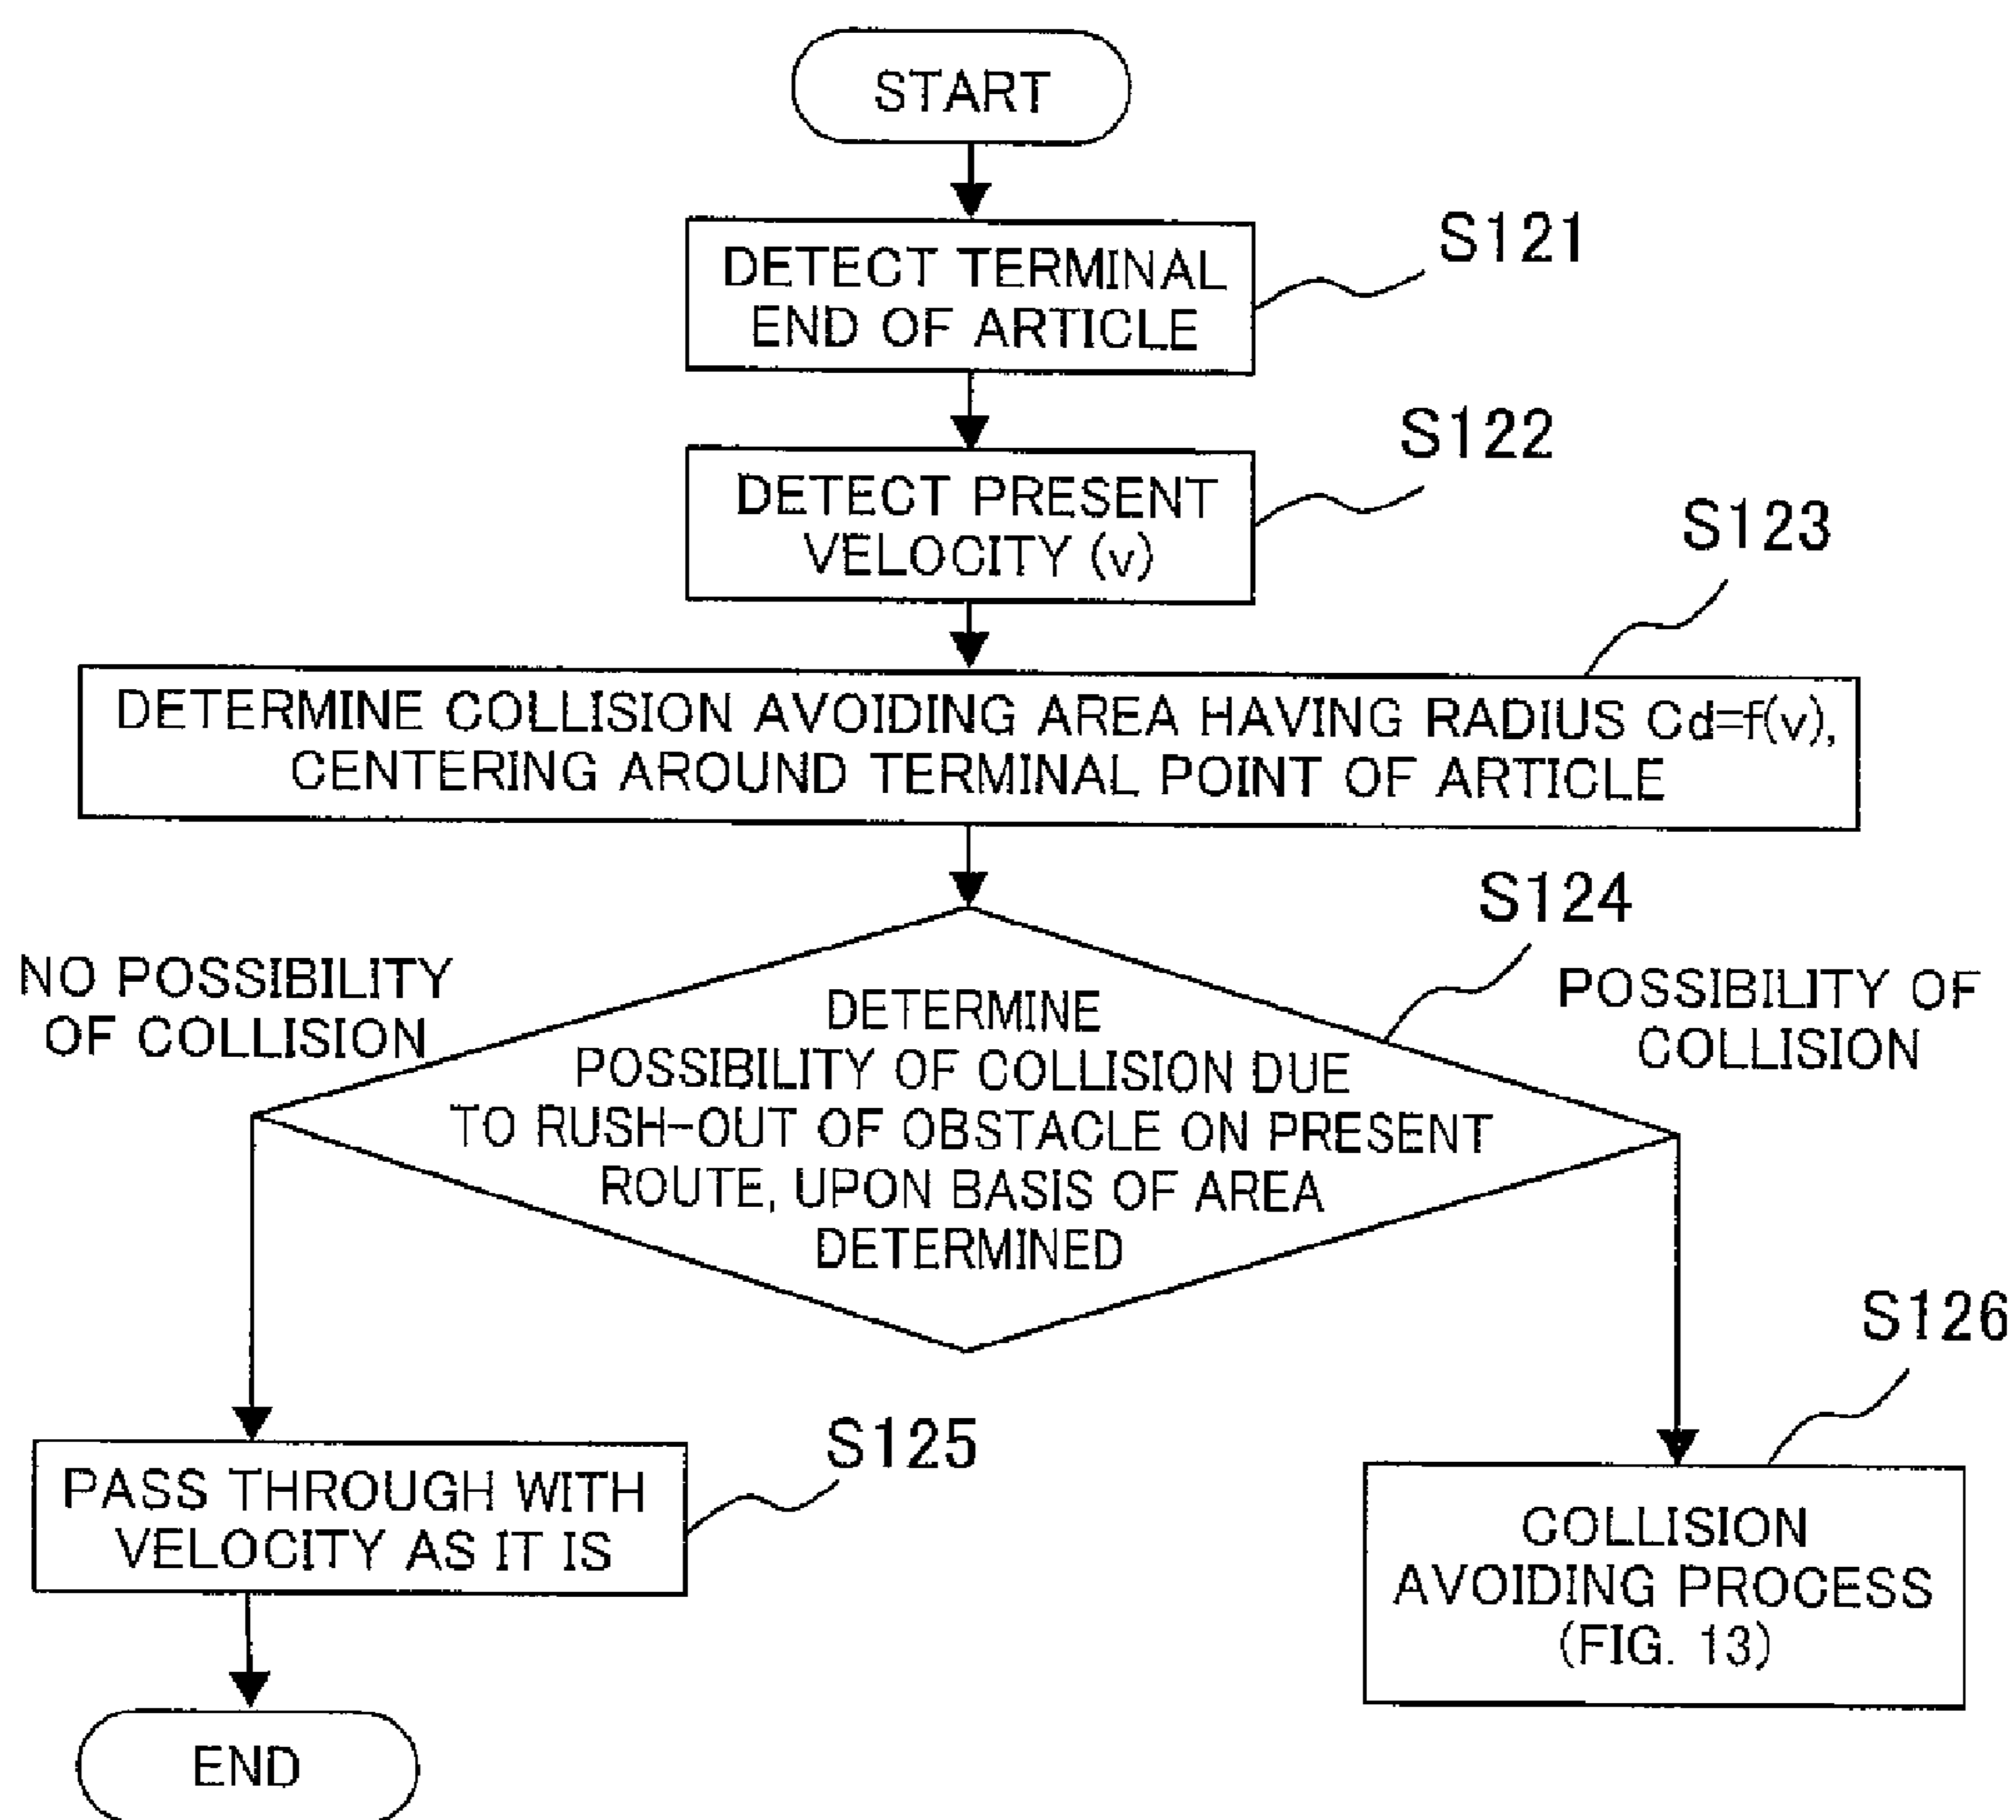 START
S121
DETECT TERMINAL
END OF ARTICLE
S122
DETECT PRESENT
VELOCITY (v)
S123
DETERMINE COLLISION AVOIDING AREA HAVING RADIUS Cd=f(v),
CENTERING AROUND TERMINAL POINT OF ARTICLE
S124
NO POSSIBILITY
OF COLLISION
POSSIBILITY OF
COLLISION
DETERMINE
POSSIBILITY OF COLLISION DUE
TO RUSH-OUT OF OBSTACLE ON PRESENT
ROUTE, UPON BASIS OF AREA
DETERMINED
S125
PASS THROUGH WITH
VELOCITY AS IT IS
S126
COLLISION
AVOIDING PROCESS
(FIG. 13)
END